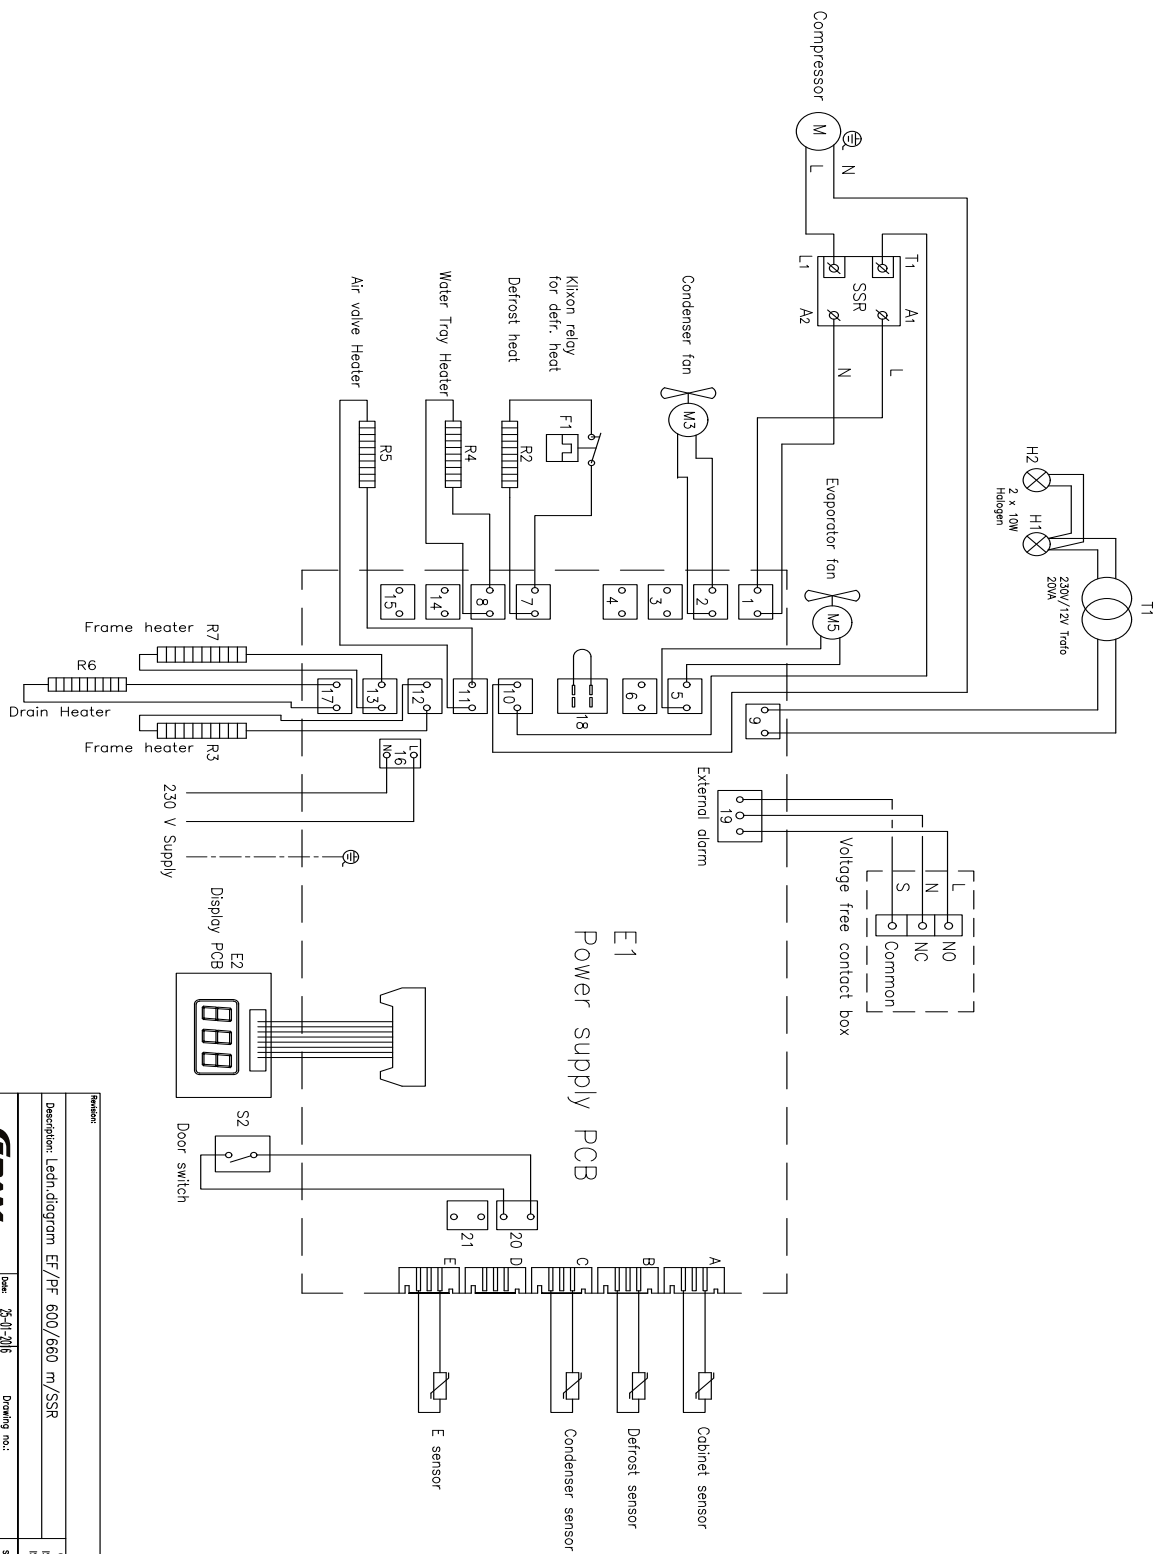 Compressor
M
N
L
T1
L1
SSR
A1
A2
L
N
H2
2 x 10W
Halogen
H1
T1
230V/12V Trafo
20VA
Condenser fan
M3
Evaporator fan
M5
Klixon relay
for defr. heat
F1
Defrost heat
R2
Water Tray Heater
R4
Air valve Heater
R5
1
2
3
4
7
8
14
15
5
6
18
10
11
12
13
17
9
Frame heater
R7
R6
Drain Heater
Frame heater
R3
L
N
16
230 V Supply
External alarm
19
Voltage free contact box
L
N
S
NO
NC
Common
E1
Power supply PCB
E2
Display PCB
S2
Door switch
20
21
A
B
C
D
E
Cabinet sensor
Defrost sensor
Condenser sensor
E sensor
Revision:
Description: Ledn.diagram EF/PF 600/660 m/SSR
Date: 25-01-2016
Drawing no.: